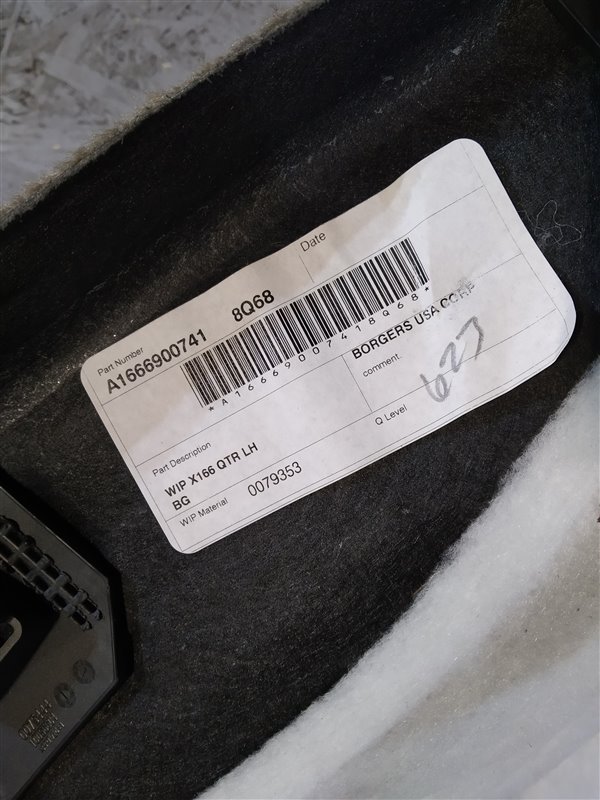 Date
Part Number
A1666900741 8Q68
*A16669007418Q68*
BORGERS USA CORP
comment.
Part Description
WIP X166 QTR LH
BG
Q Level
627
WIP Material 0079353